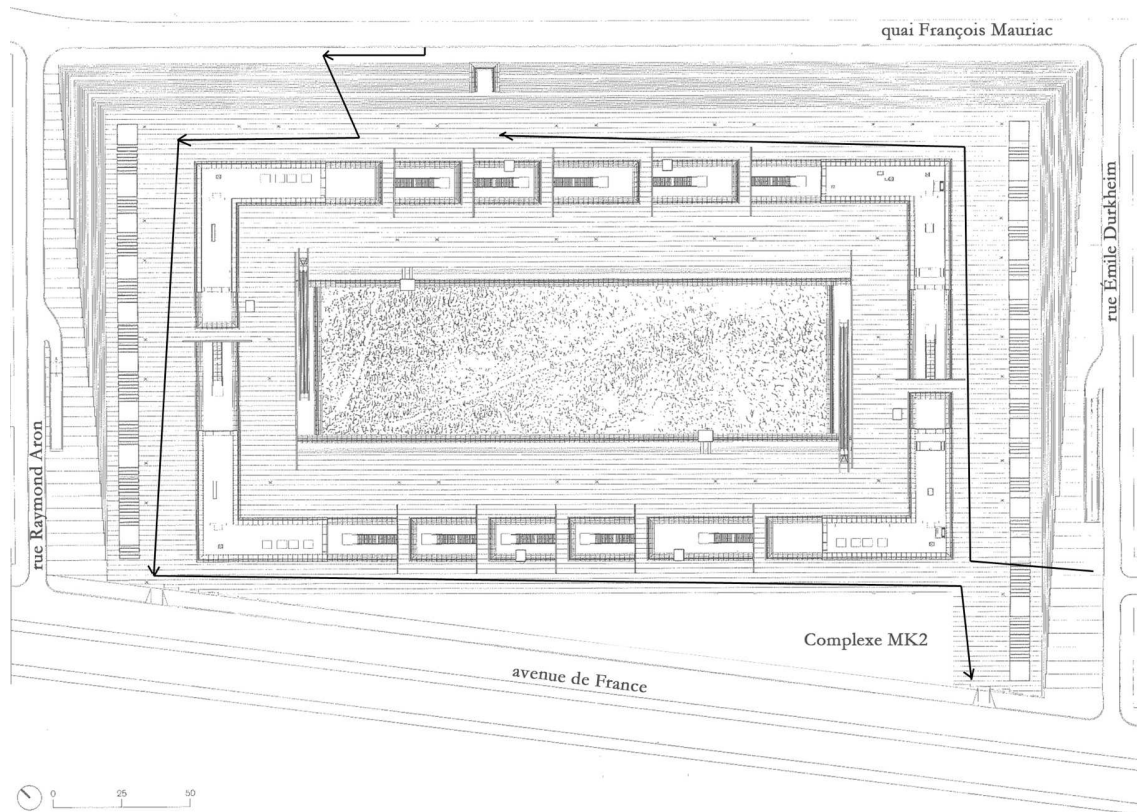 quai François Mauriac
rue Émile Durkheim
rue Raymond Aron
Complexe MK2
avenue de France
0 25 50